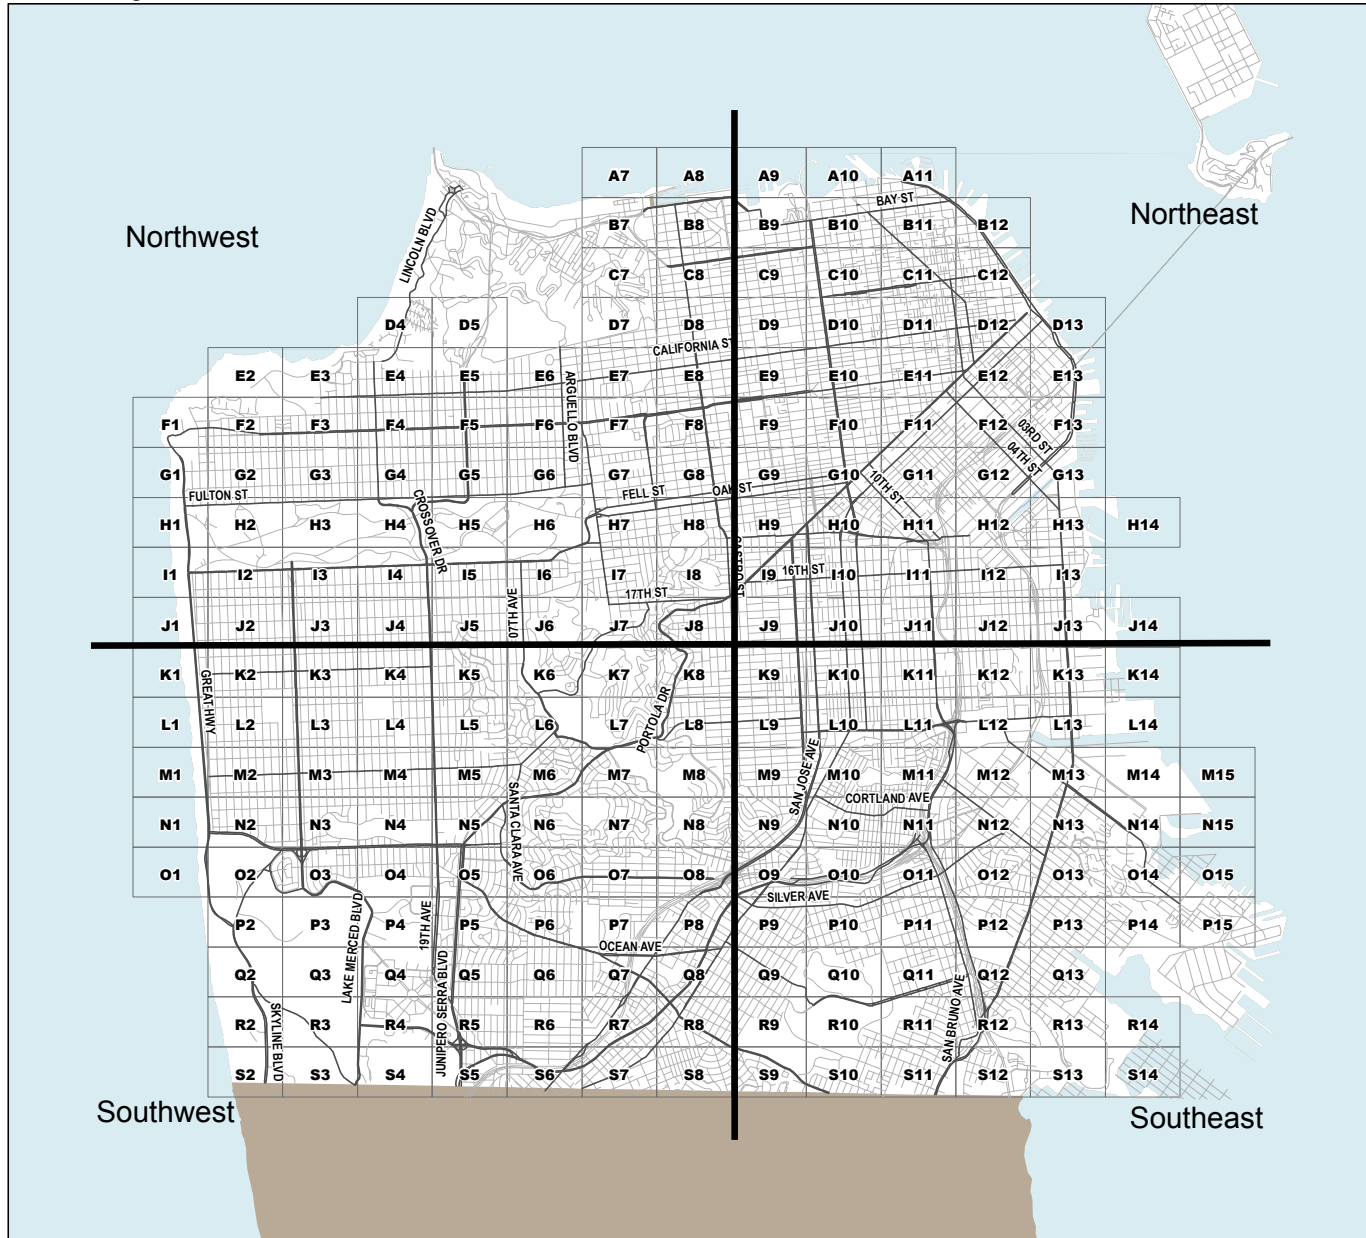 A7 A8 A9 A10 A11
BAY ST
Northwest
Northeast
LINCOLN BLVD
B7 B8 B9 B10 B11 B12
C7 C8 C9 C10 C11 C12
D4 D5 D7 D8 D9 D10 D11 D12 D13
CALIFORNIA ST
E2 E3 E4 E5 E6 E7 E8 E9 E10 E11 E12 E13
ARGUELLO BLVD
F1 F2 F3 F4 F5 F6 F7 F8 F9 F10 F11 F12 F13
03RD ST
04TH ST
G1 G2 G3 G4 G5 G6 G7 G8 G9 G10 G11 G12 G13
FULTON ST
FELL ST
OAK ST
10TH ST
CROSSOVER DR
H1 H2 H3 H4 H5 H6 H7 H8 H9 H10 H11 H12 H13 H14
CASTRO ST
I1 I2 I3 I4 I5 I6 I7 I8 I9 I10 I11 I12 I13
16TH ST
17TH ST
07TH AVE
J1 J2 J3 J4 J5 J6 J7 J8 J9 J10 J11 J12 J13 J14
K1 K2 K3 K4 K5 K6 K7 K8 K9 K10 K11 K12 K13 K14
GREAT HWY
PORTOLA DR
L1 L2 L3 L4 L5 L6 L7 L8 L9 L10 L11 L12 L13 L14
SAN JOSE AVE
M1 M2 M3 M4 M5 M6 M7 M8 M9 M10 M11 M12 M13 M14 M15
CORTLAND AVE
SANTA CLARA AVE
N1 N2 N3 N4 N5 N6 N7 N8 N9 N10 N11 N12 N13 N14 N15
O1 O2 O3 O4 O5 O6 O7 O8 O9 O10 O11 O12 O13 O14 O15
SILVER AVE
LAKE MERCED BLVD
19TH AVE
P2 P3 P4 P5 P6 P7 P8 P9 P10 P11 P12 P13 P14 P15
OCEAN AVE
Q2 Q3 Q4 Q5 Q6 Q7 Q8 Q9 Q10 Q11 Q12 Q13
JUNIPERO SERRA BLVD
SAN BRUNO AVE
SKYLINE BLVD
R2 R3 R4 R5 R6 R7 R8 R9 R10 R11 R12 R13 R14
S2 S3 S4 S5 S6 S7 S8 S9 S10 S11 S12 S13 S14
Southwest
Southeast